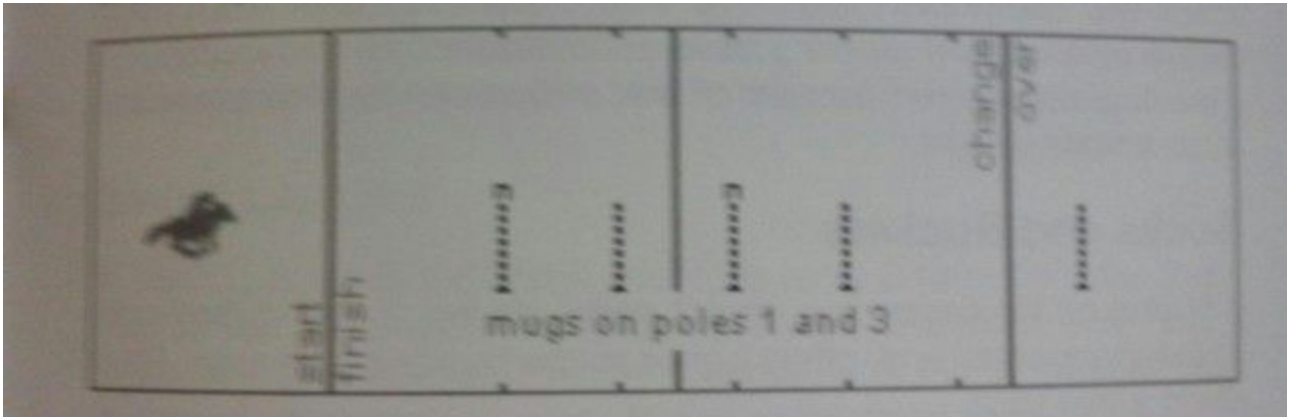 start
finish
mugs on poles 1 and 3
change
over